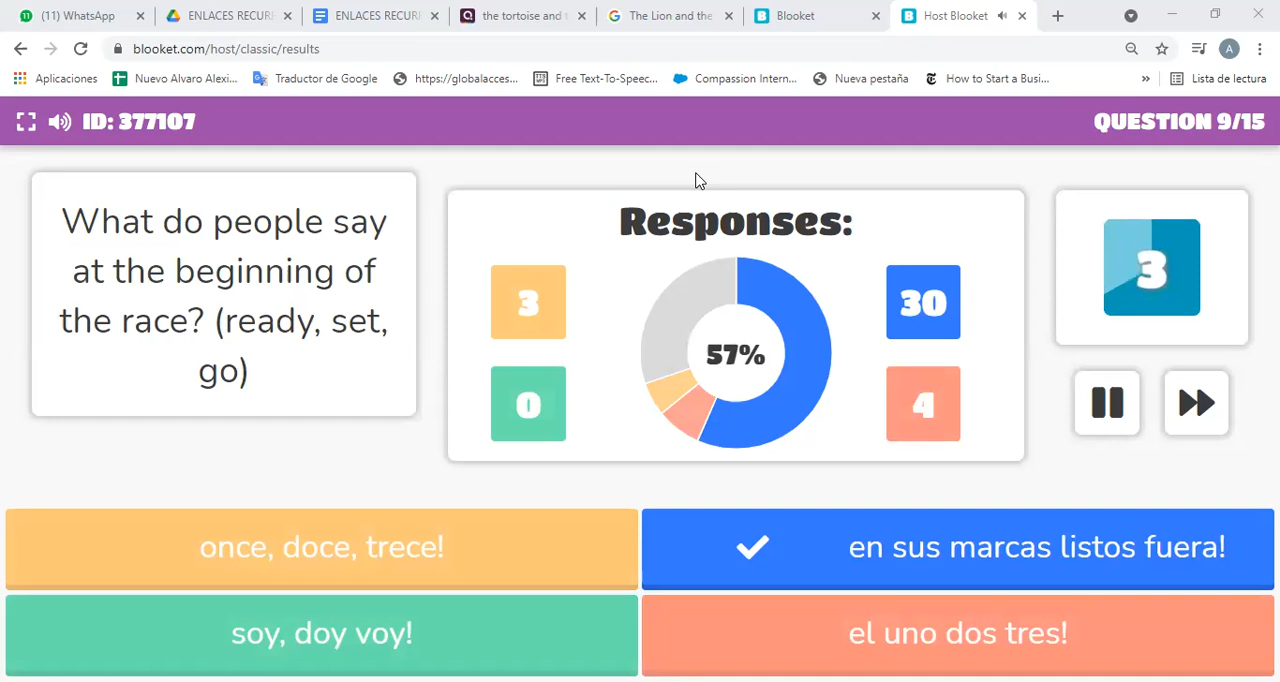 (11) WhatsApp
ENLACES RECURI
ENLACES RECURI
the tortoise and t
The Lion and the
Blooket
Host Blooket
blooket.com/host/classic/results
A
Aplicaciones
Nuevo Alvaro Alexi...
Traductor de Google
https://globalacces...
Free Text-To-Speec...
Compassion Intern...
Nueva pestaña
How to Start a Busi...
»
Lista de lectura
ID: 377107
QUESTION 9/15
What do people say
at the beginning of
the race? (ready, set,
go)
Responses:
3
30
57%
0
4
3
once, doce, trece!
en sus marcas listos fuera!
soy, doy voy!
el uno dos tres!